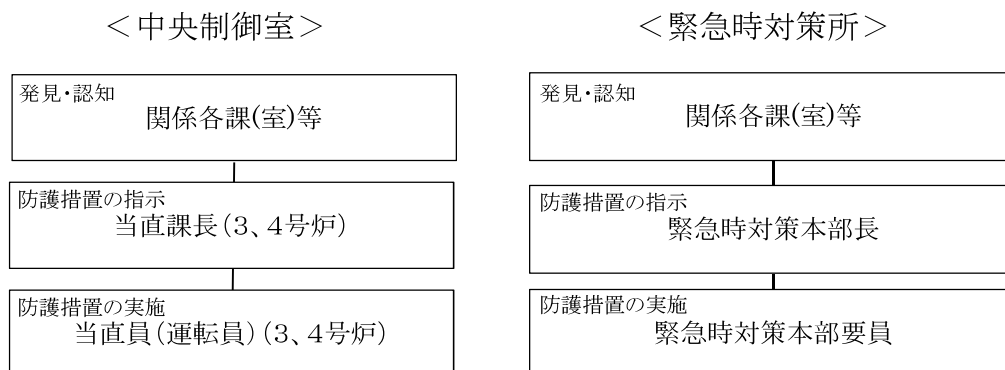 ＜中央制御室＞
発見・認知
関係各課(室)等
防護措置の指示
当直課長（３、４号炉）
防護措置の実施
当直員（運転員）（３、４号炉）
＜緊急時対策所＞
発見・認知
関係各課(室)等
防護措置の指示
緊急時対策本部長
防護措置の実施
緊急時対策本部要員